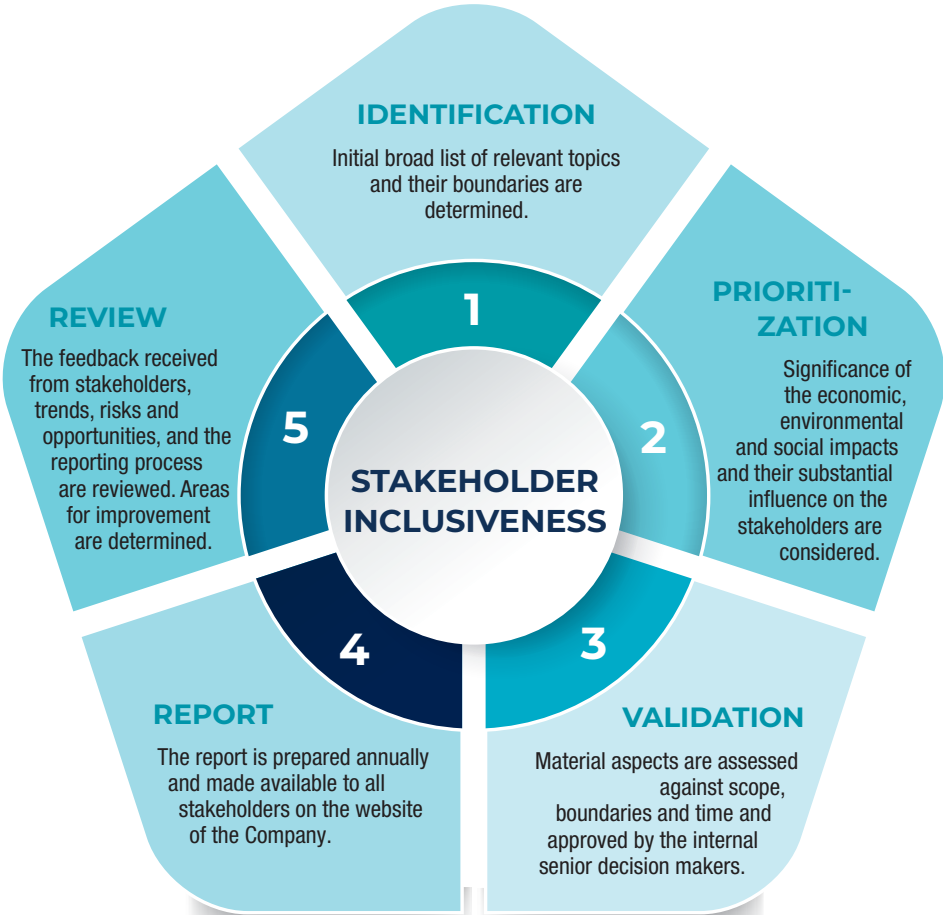 IDENTIFICATION
Initial broad list of relevant topics
and their boundaries are
determined.
1
PRIORITI-
ZATION
Significance of
the economic,
environmental
and social impacts
and their substantial
influence on the
stakeholders are
considered.
2
VALIDATION
Material aspects are assessed
against scope,
boundaries and time and
approved by the internal
senior decision makers.
3
REPORT
The report is prepared annually
and made available to all
stakeholders on the website
of the Company.
4
REVIEW
The feedback received
from stakeholders,
trends, risks and
opportunities, and the
reporting process
are reviewed. Areas
for improvement
are determined.
5
STAKEHOLDER
INCLUSIVENESS